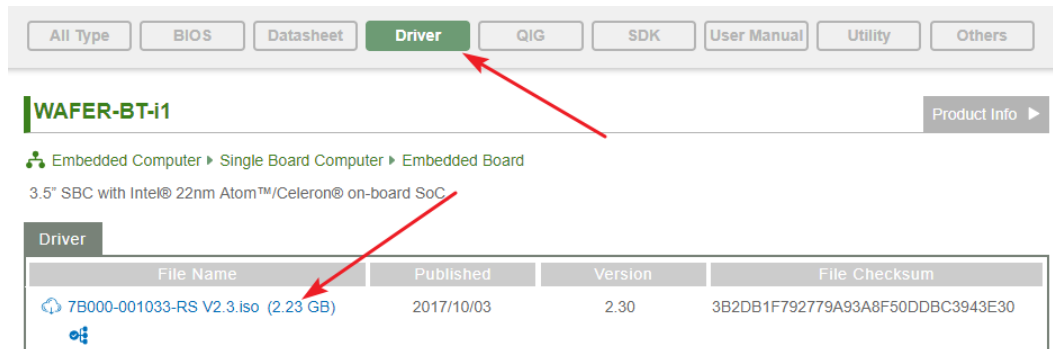 All Type BIOS Datasheet Driver QIG SDK User Manual Utility Others
WAFER-BT-i1 Product Info
Embedded Computer Single Board Computer Embedded Board
3.5" SBC with Intel® 22nm Atom™/Celeron® on-board SoC
Driver
File Name Published Version File Checksum
7B000-001033-RS V2.3.iso (2.23 GB) 2017/10/03 2.30 3B2DB1F792779A93A8F50DDBC3943E30